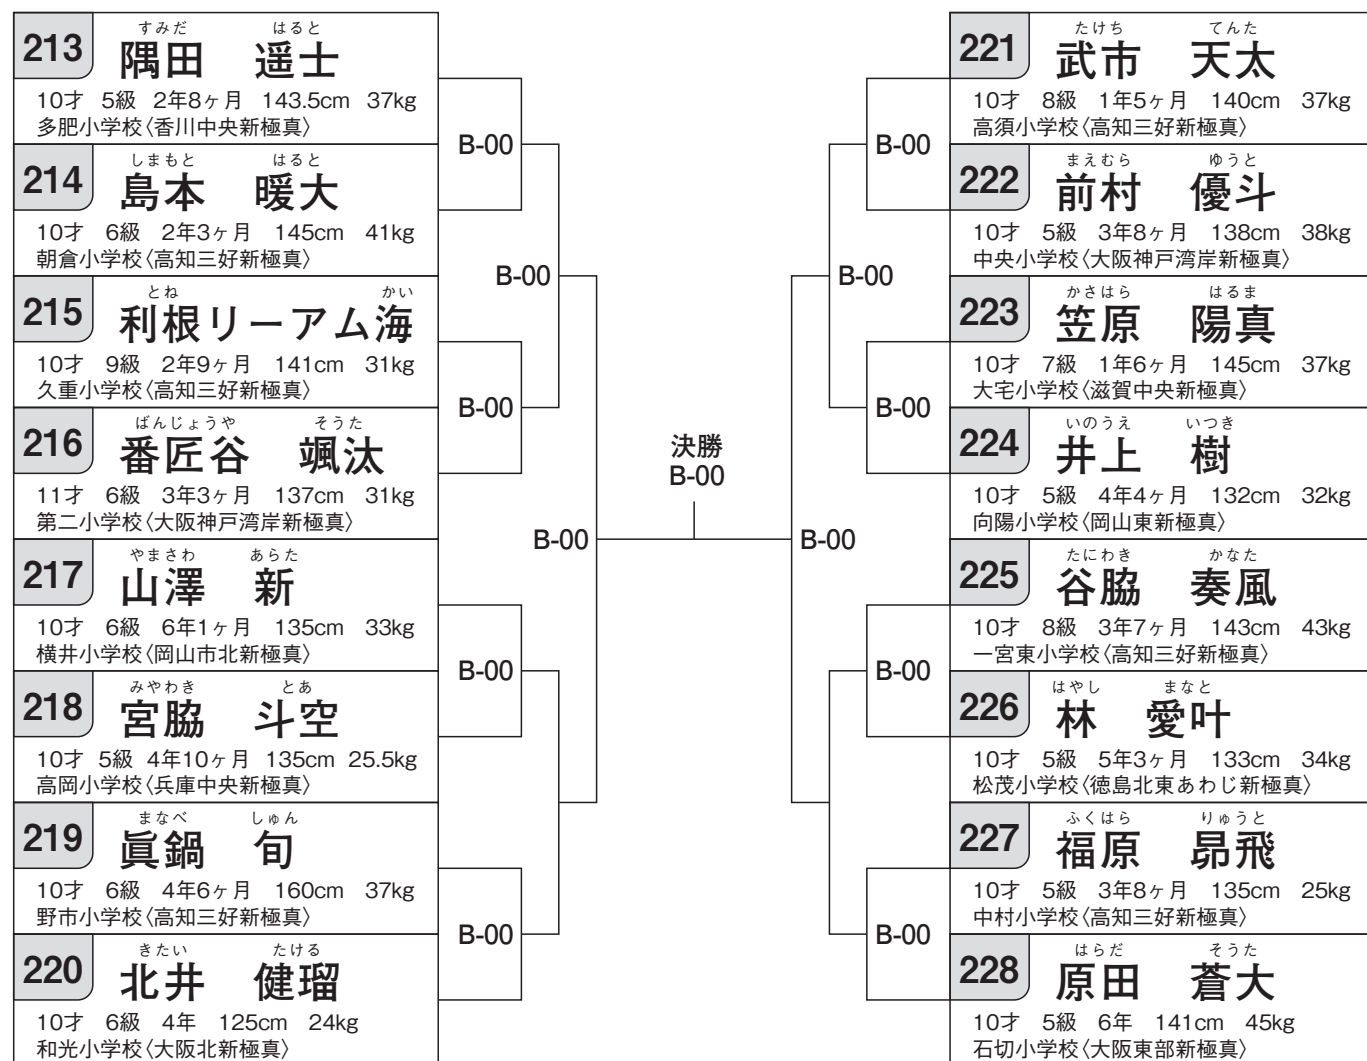 213
すみだ はると
隅田 遥士
10才 5級 2年8ヶ月 143.5cm 37kg
多肥小学校〈香川中央新極真〉
214
しまもと はると
島本 暖大
10才 6級 2年3ヶ月 145cm 41kg
朝倉小学校〈高知三好新極真〉
215
とね かい
利根リーアム海
10才 9級 2年9ヶ月 141cm 31kg
久重小学校〈高知三好新極真〉
216
ばんじょうや そうた
番匠谷 颯汰
11才 6級 3年3ヶ月 137cm 31kg
第二小学校〈大阪神戸湾岸新極真〉
217
やまさわ あらた
山澤 新
10才 6級 6年1ヶ月 135cm 33kg
横井小学校〈岡山市北新極真〉
218
みやわき とあ
宮脇 斗空
10才 5級 4年10ヶ月 135cm 25.5kg
高岡小学校〈兵庫中央新極真〉
219
まなべ しゅん
眞鍋 旬
10才 6級 4年6ヶ月 160cm 37kg
野市小学校〈高知三好新極真〉
220
きたい たける
北井 健瑠
10才 6級 4年 125cm 24kg
和光小学校〈大阪北新極真〉
B-00
B-00
B-00
B-00
B-00
B-00
B-00
決勝
B-00
B-00
B-00
B-00
B-00
B-00
B-00
B-00
221
たけち てんた
武市 天太
10才 8級 1年5ヶ月 140cm 37kg
高須小学校〈高知三好新極真〉
222
まえむら ゆうと
前村 優斗
10才 5級 3年8ヶ月 138cm 38kg
中央小学校〈大阪神戸湾岸新極真〉
223
かさはら はるま
笠原 陽真
10才 7級 1年6ヶ月 145cm 37kg
大宅小学校〈滋賀中央新極真〉
224
いのうえ いつき
井上 樹
10才 5級 4年4ヶ月 132cm 32kg
向陽小学校〈岡山東新極真〉
225
たにわき かなた
谷脇 奏風
10才 8級 3年7ヶ月 143cm 43kg
一宮東小学校〈高知三好新極真〉
226
はやし まなと
林 愛叶
10才 5級 5年3ヶ月 133cm 34kg
松茂小学校〈徳島北東あわじ新極真〉
227
ふくはら りゅうと
福原 昴飛
10才 5級 3年8ヶ月 135cm 25kg
中村小学校〈高知三好新極真〉
228
はらだ そうた
原田 蒼大
10才 5級 6年 141cm 45kg
石切小学校〈大阪東部新極真〉